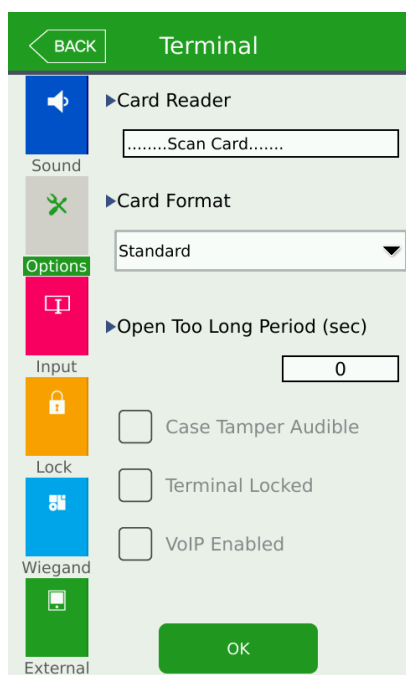 BACK
Terminal
Sound
Options
Input
Lock
Wiegand
External
Card Reader
........Scan Card.......
Card Format
Standard
Open Too Long Period (sec)
0
Case Tamper Audible
Terminal Locked
VoIP Enabled
OK